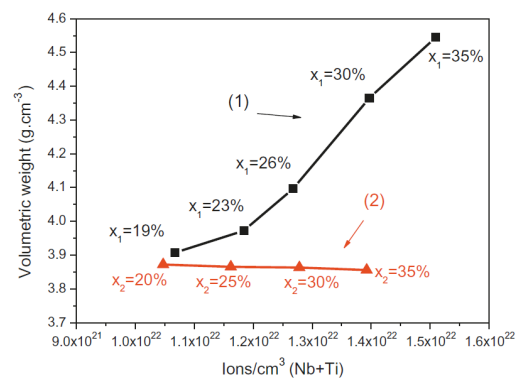 4.6
4.5
4.4
4.3
4.2
4.1
4.0
3.9
3.8
3.7
Volumetric weight (g.cm⁻³)
x₁=35%
x₁=30%
(1)
x₁=26%
x₁=23%
(2)
x₁=19%
x₂=20%
x₂=25%
x₂=30%
x₂=35%
9.0x10²¹ 1.0x10²² 1.1x10²² 1.2x10²² 1.3x10²² 1.4x10²² 1.5x10²² 1.6x10²²
Ions/cm³ (Nb+Ti)